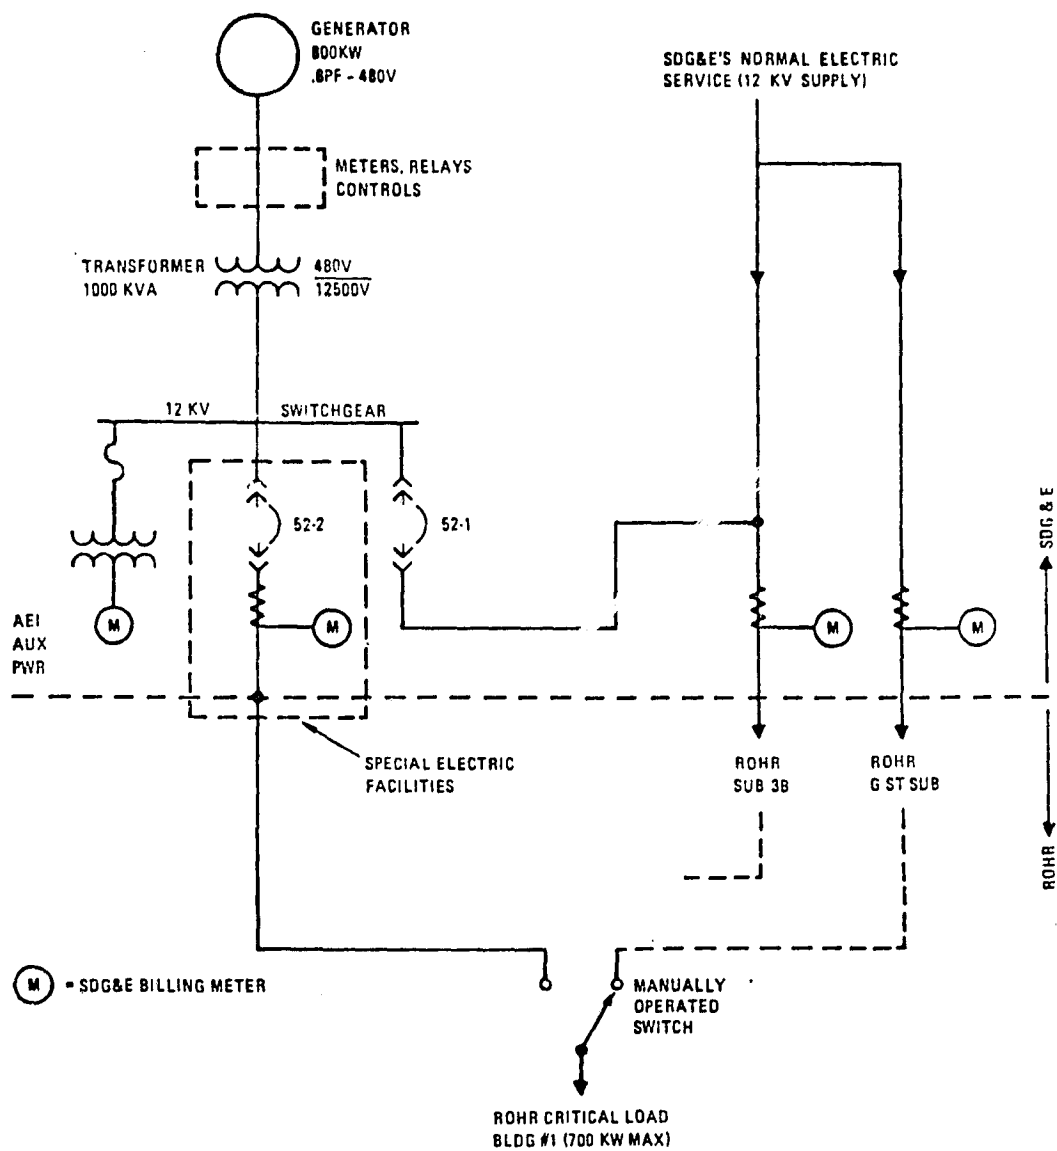 GENERATOR
800KW
.8PF - 480V
SDG&E'S NORMAL ELECTRIC
SERVICE (12 KV SUPPLY)
METERS, RELAYS
CONTROLS
TRANSFORMER
1000 KVA
480V
12500V
12 KV
SWITCHGEAR
52-2
52-1
SDG & E
M
M
M
M
AEI
AUX
PWR
SPECIAL ELECTRIC
FACILITIES
ROHR
SUB 3B
ROHR
G ST SUB
ROHR
M = SDG&E BILLING METER
MANUALLY
OPERATED
SWITCH
ROHR CRITICAL LOAD
BLDG #1 (700 KW MAX)